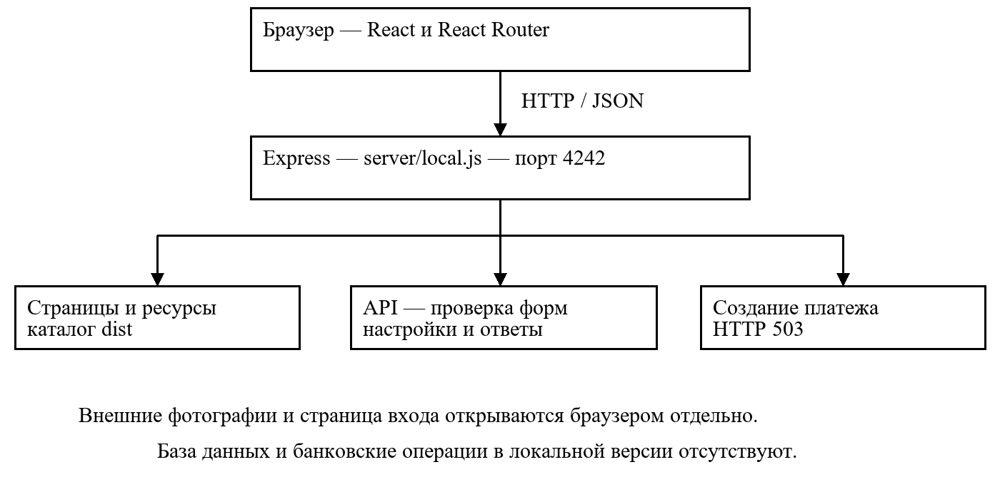 Браузер — React и React Router
HTTP / JSON
Express — server/local.js — порт 4242
Страницы и ресурсы
каталог dist
API — проверка форм
настройки и ответы
Создание платежа
HTTP 503
Внешние фотографии и страница входа открываются браузером отдельно.
База данных и банковские операции в локальной версии отсутствуют.